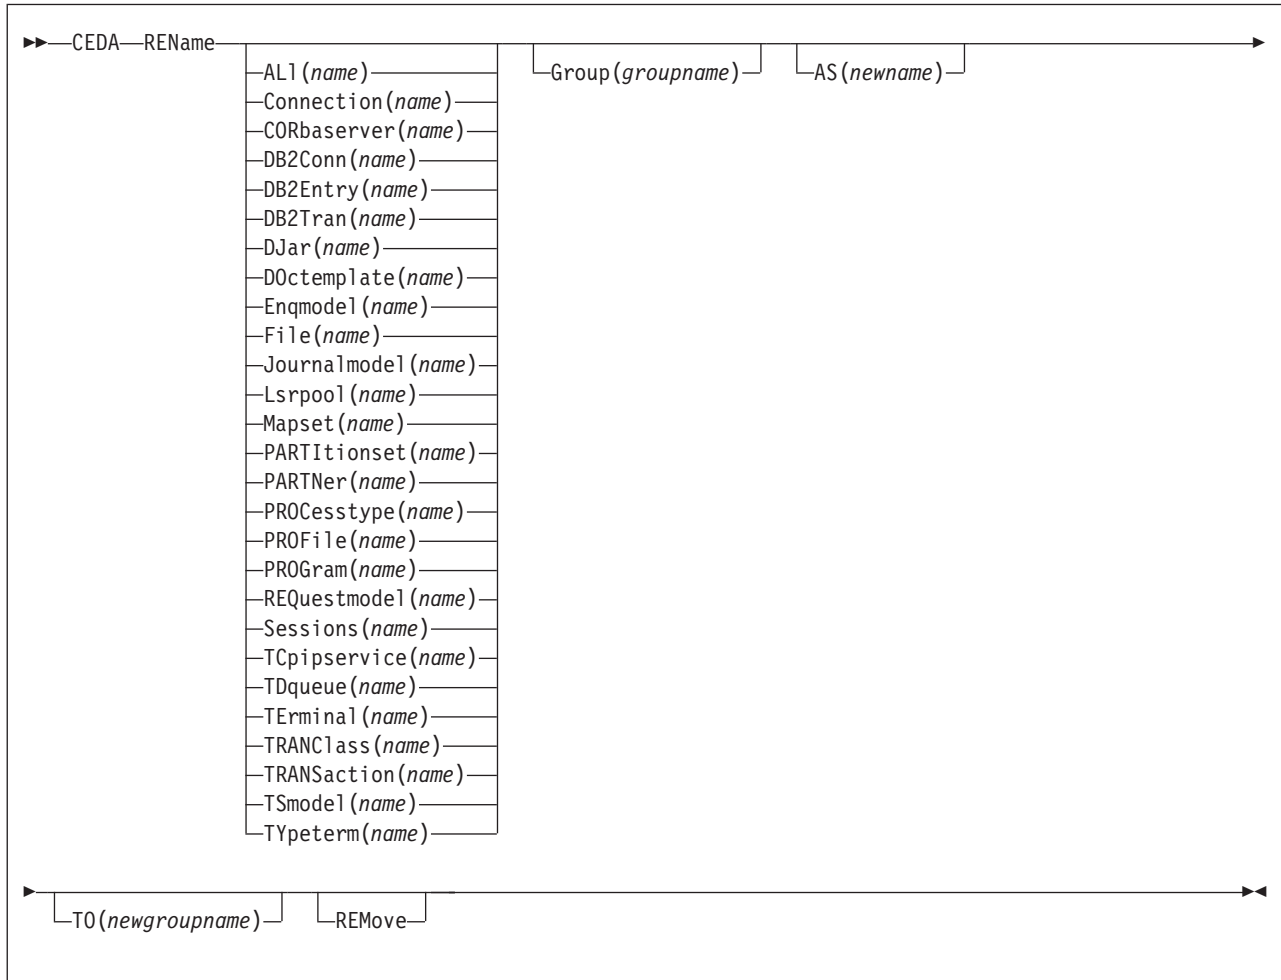 CEDA REName
ALl(name) Group(groupname) AS(newname)
Connection(name)
CORbaserver(name)
DB2Conn(name)
DB2Entry(name)
DB2Tran(name)
DJar(name)
DOctemplate(name)
Enqmodel(name)
File(name)
Journalmodel(name)
Lsrpool(name)
Mapset(name)
PARTItionset(name)
PARTNer(name)
PROCesstype(name)
PROFile(name)
PROGram(name)
REQuestmodel(name)
Sessions(name)
TCpipservice(name)
TDqueue(name)
TErminal(name)
TRANClass(name)
TRANSaction(name)
TSmodel(name)
TYpeterm(name)
TO(newgroupname) REMove